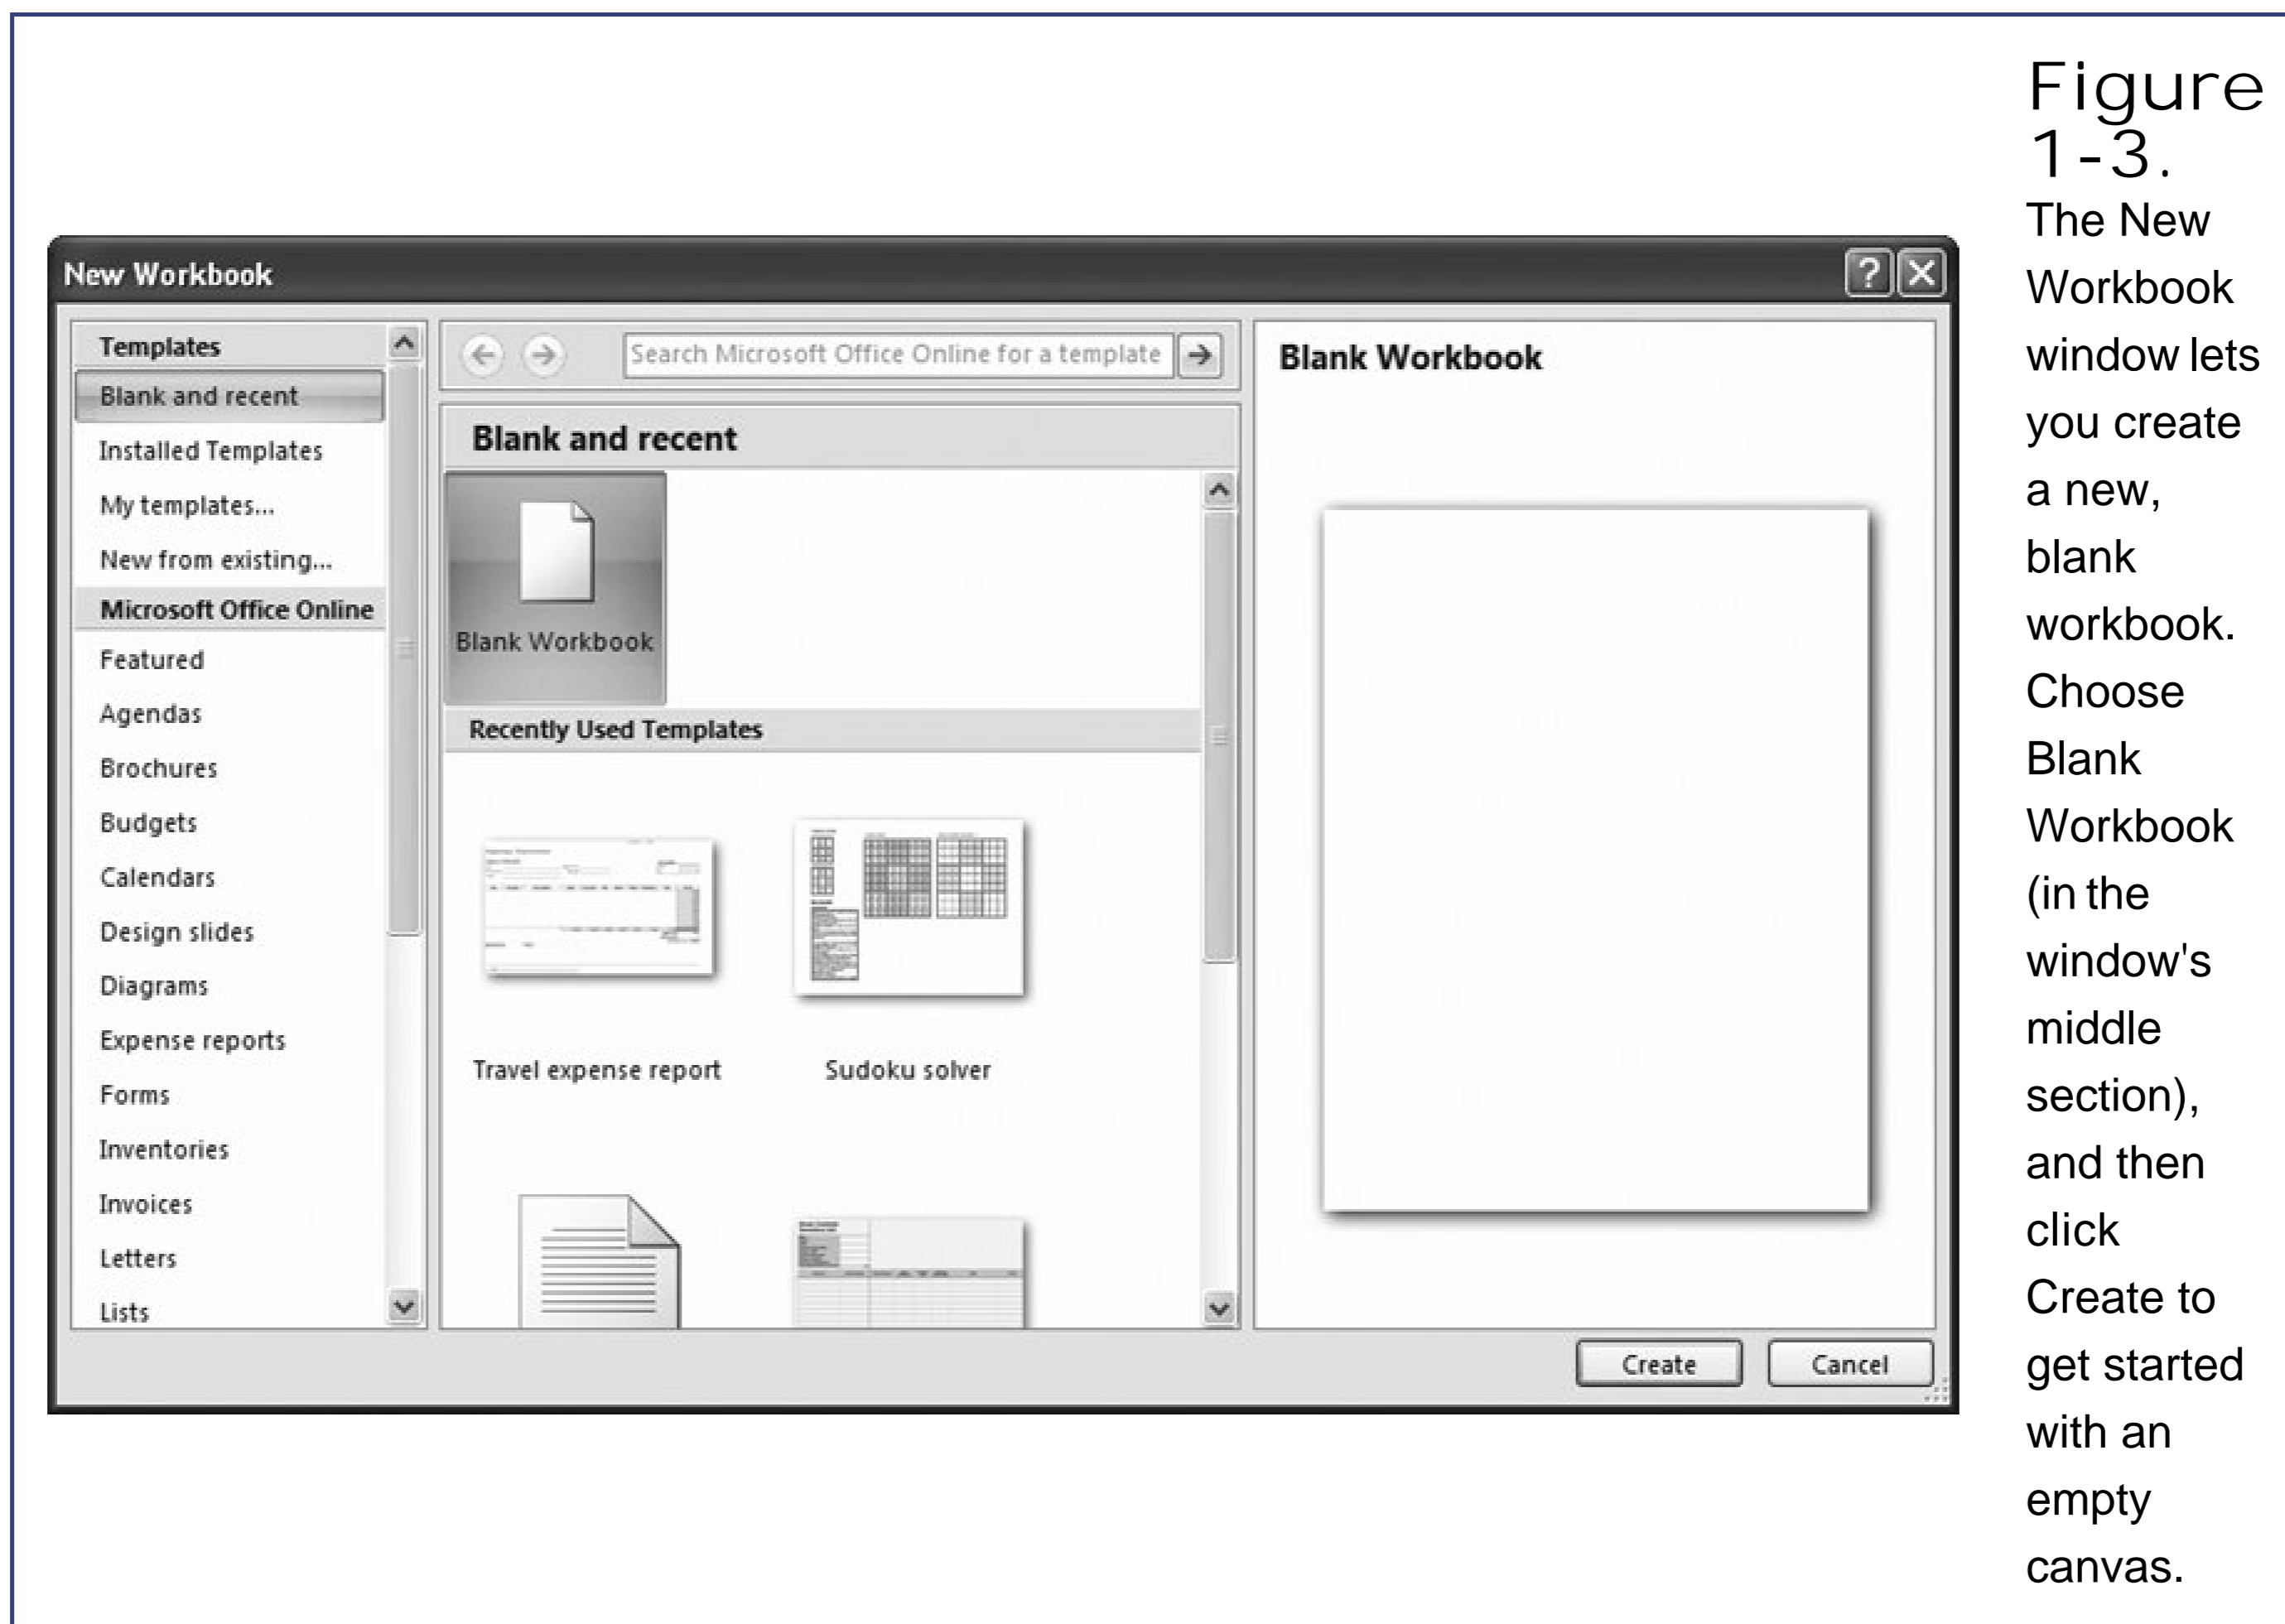 New Workbook
? X
Templates
Blank and recent
Installed Templates
My templates...
New from existing...
Microsoft Office Online
Featured
Agendas
Brochures
Budgets
Calendars
Design slides
Diagrams
Expense reports
Forms
Inventories
Invoices
Letters
Lists
Search Microsoft Office Online for a template
Blank and recent
Blank Workbook
Recently Used Templates
Travel expense report
Sudoku solver
Blank Workbook
Create
Cancel
Figure
1-3.
The New
Workbook
window lets
you create
a new,
blank
workbook.
Choose
Blank
Workbook
(in the
window's
middle
section),
and then
click
Create to
get started
with an
empty
canvas.